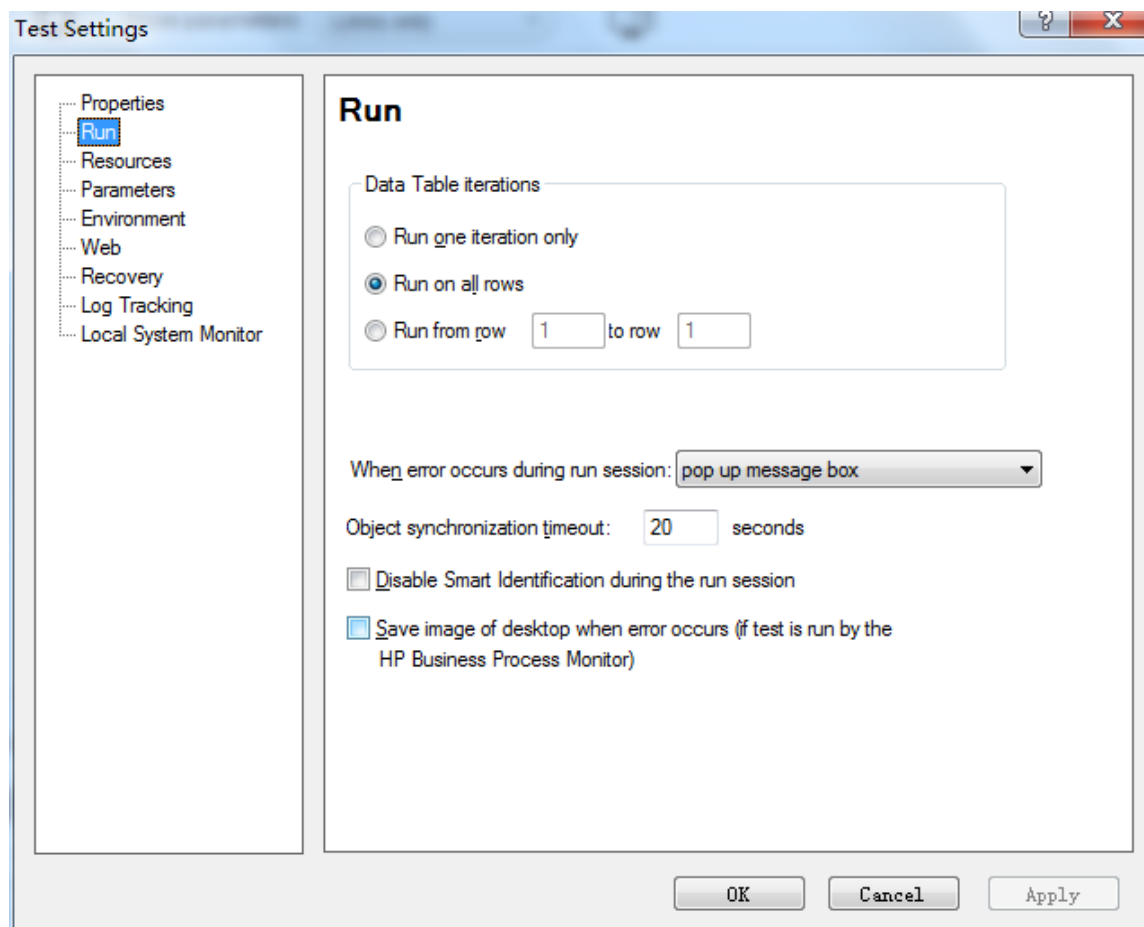 Test Settings
?
X
Properties
Run
Resources
Parameters
Environment
Web
Recovery
Log Tracking
Local System Monitor
Run
Data Table iterations
Run one iteration only
Run on all rows
Run from row 1 to row 1
When error occurs during run session: pop up message box
Object synchronization timeout: 20 seconds
Disable Smart Identification during the run session
Save image of desktop when error occurs (if test is run by the
HP Business Process Monitor)
OK Cancel Apply